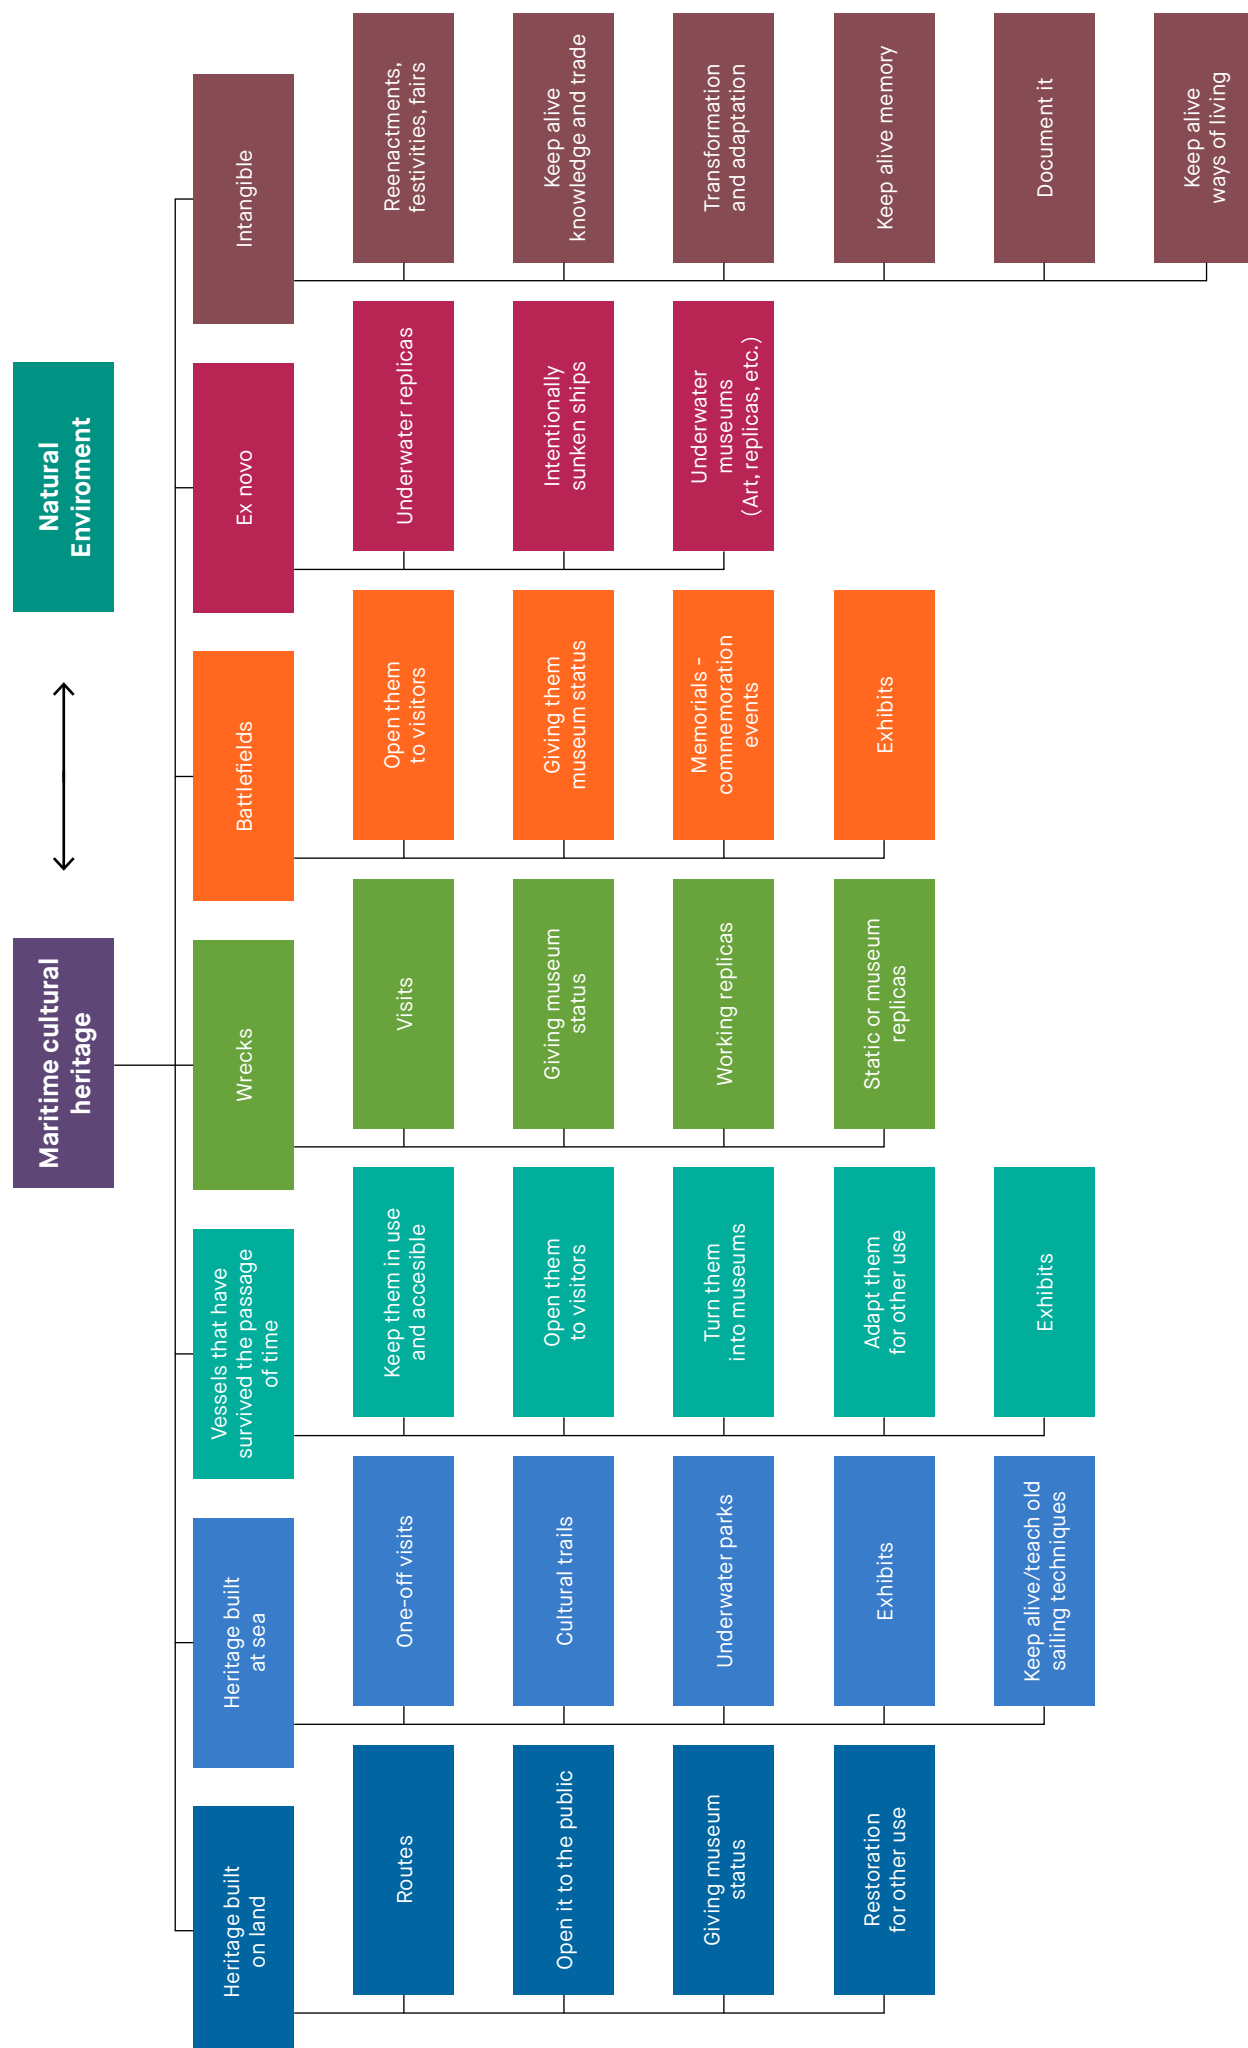 Maritime cultural
heritage
Natural
Enviroment
Heritage built
on land
Routes
Open it to the public
Giving museum
status
Restoration
for other use
Heritage built
at sea
One-off visits
Cultural trails
Underwater parks
Exhibits
Keep alive/teach old
sailing techniques
Vessels that have
survived the passage
of time
Keep them in use
and accesible
Open them
to visitors
Turn them
into museums
Adapt them
for other use
Exhibits
Wrecks
Visits
Giving museum
status
Working replicas
Static or museum
replicas
Battlefields
Open them
to visitors
Giving them
museum status
Memorials -
commemoration
events
Exhibits
Ex novo
Underwater replicas
Intentionally
sunken ships
Underwater
museums
(Art, replicas, etc.)
Intangible
Reenactments,
festivities, fairs
Keep alive
knowledge and trade
Transformation
and adaptation
Keep alive memory
Document it
Keep alive
ways of living